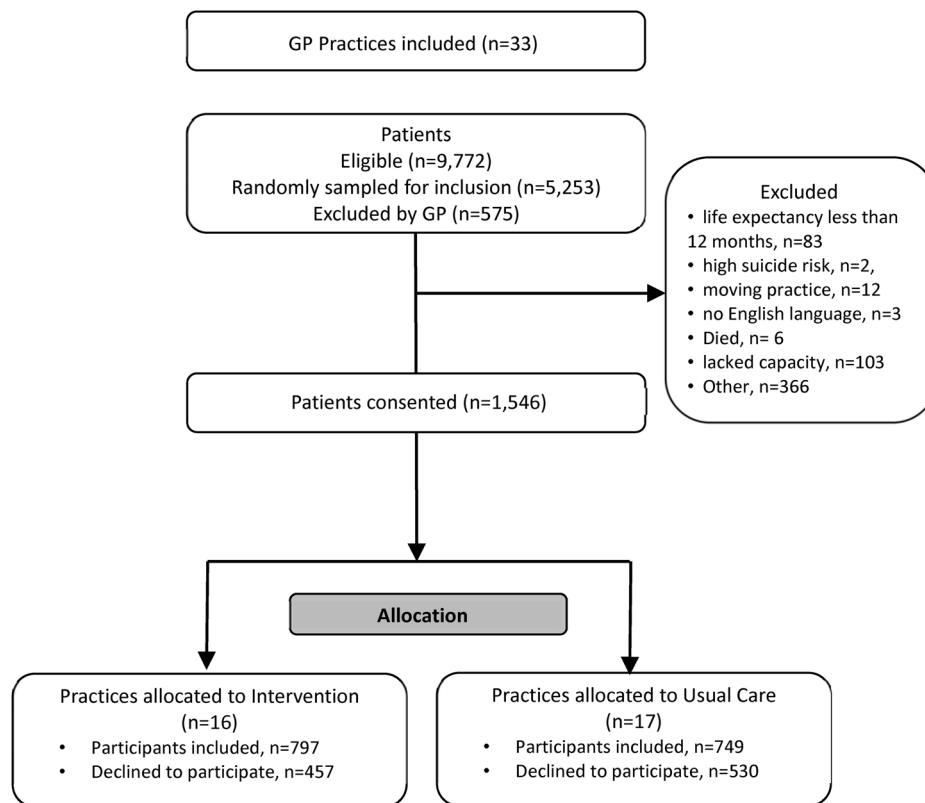 GP Practices included (n=33)
Patients
Eligible (n=9,772)
Randomly sampled for inclusion (n=5,253)
Excluded by GP (n=575)
Excluded
• life expectancy less than
12 months, n=83
• high suicide risk, n=2,
• moving practice, n=12
• no English language, n=3
• Died, n= 6
• lacked capacity, n=103
• Other, n=366
Patients consented (n=1,546)
Allocation
Practices allocated to Intervention
(n=16)
• Participants included, n=797
• Declined to participate, n=457
Practices allocated to Usual Care
(n=17)
• Participants included, n=749
• Declined to participate, n=530